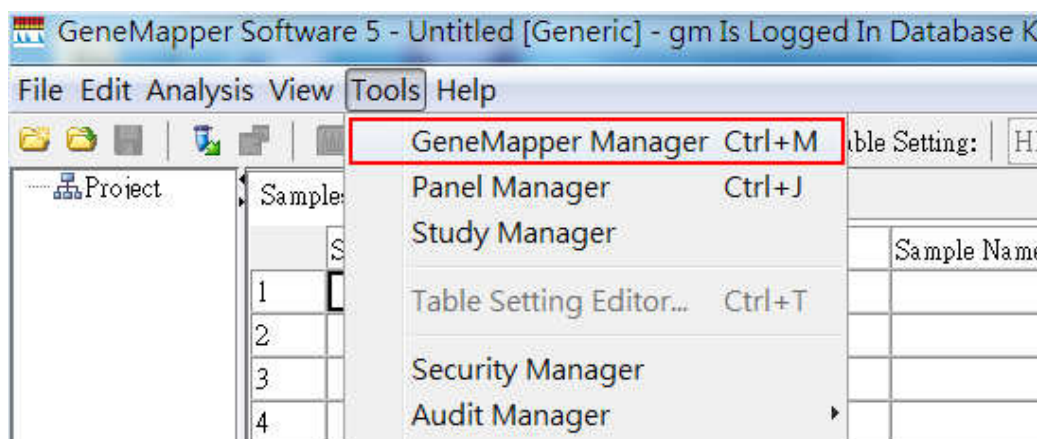 GeneMapper Software 5 - Untitled [Generic] - gm Is Logged In Database K
File Edit Analysis View Tools Help
GeneMapper Manager Ctrl+M
Table Setting:
Project
Panel Manager Ctrl+J
Study Manager
Sample Name
1
Table Setting Editor... Ctrl+T
2
3
Security Manager
4
Audit Manager